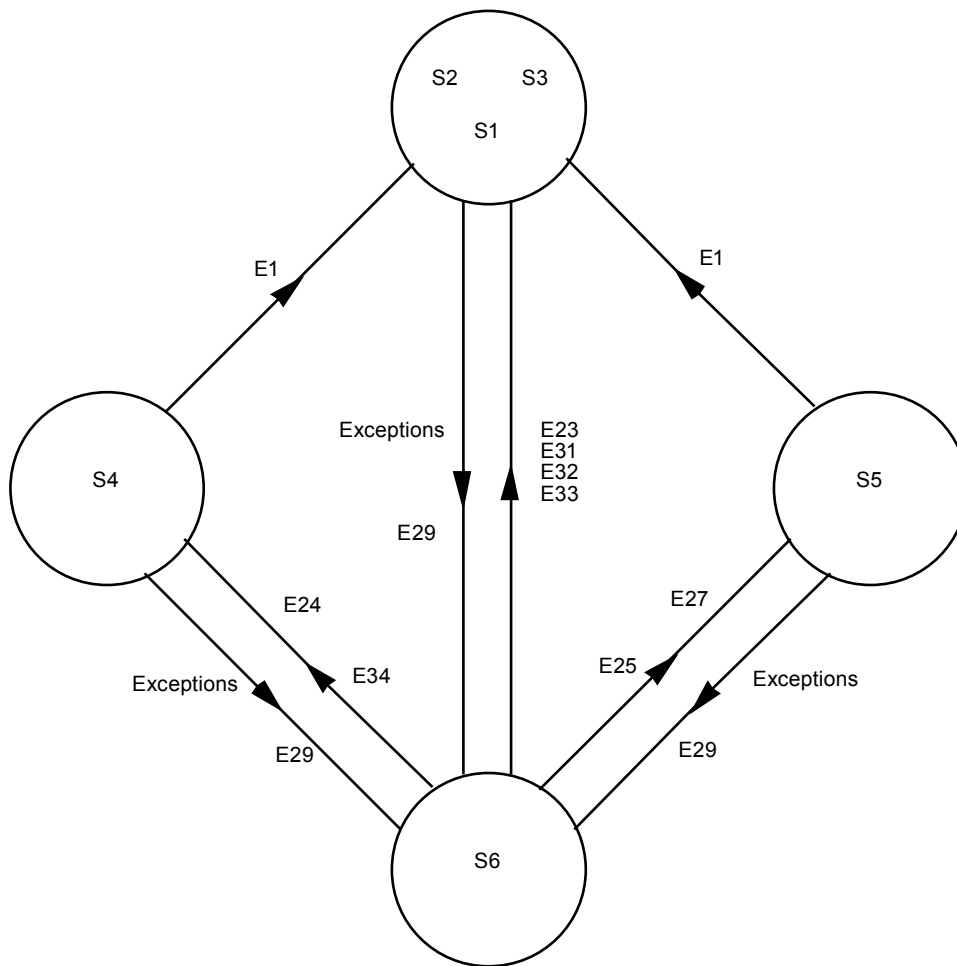 S2 S3
S1
E1
E1
Exceptions
E23
E31
E32
E33
S4
S5
E29
E24
E27
E34
E25
Exceptions
Exceptions
E29
E29
S6